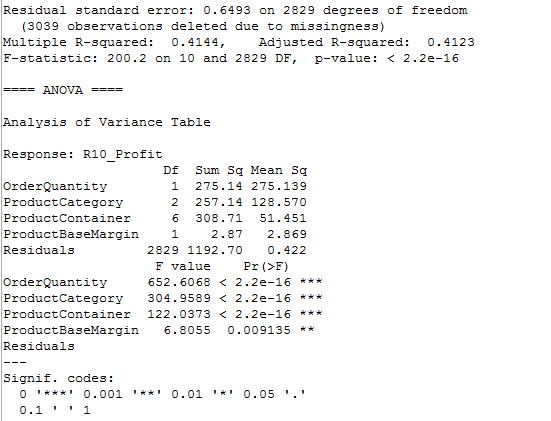 Residual standard error: 0.6493 on 2829 degrees of freedom
  (3039 observations deleted due to missingness)
Multiple R-squared:  0.4144,    Adjusted R-squared:  0.4123
F-statistic: 200.2 on 10 and 2829 DF,  p-value: < 2.2e-16

==== ANOVA ====

Analysis of Variance Table

Response: R10_Profit
                    Df  Sum Sq Mean Sq
OrderQuantity        1  275.14 275.139
ProductCategory      2  257.14 128.570
ProductContainer     6  308.71  51.451
ProductBaseMargin    1    2.87   2.869
Residuals         2829 1192.70   0.422
                   F value    Pr(>F)
OrderQuantity     652.6068 < 2.2e-16 ***
ProductCategory   304.9589 < 2.2e-16 ***
ProductContainer  122.0373 < 2.2e-16 ***
ProductBaseMargin   6.8055  0.009135 **
Residuals
---
Signif. codes:
  0 '***' 0.001 '**' 0.01 '*' 0.05 '.'
  0.1 ' ' 1